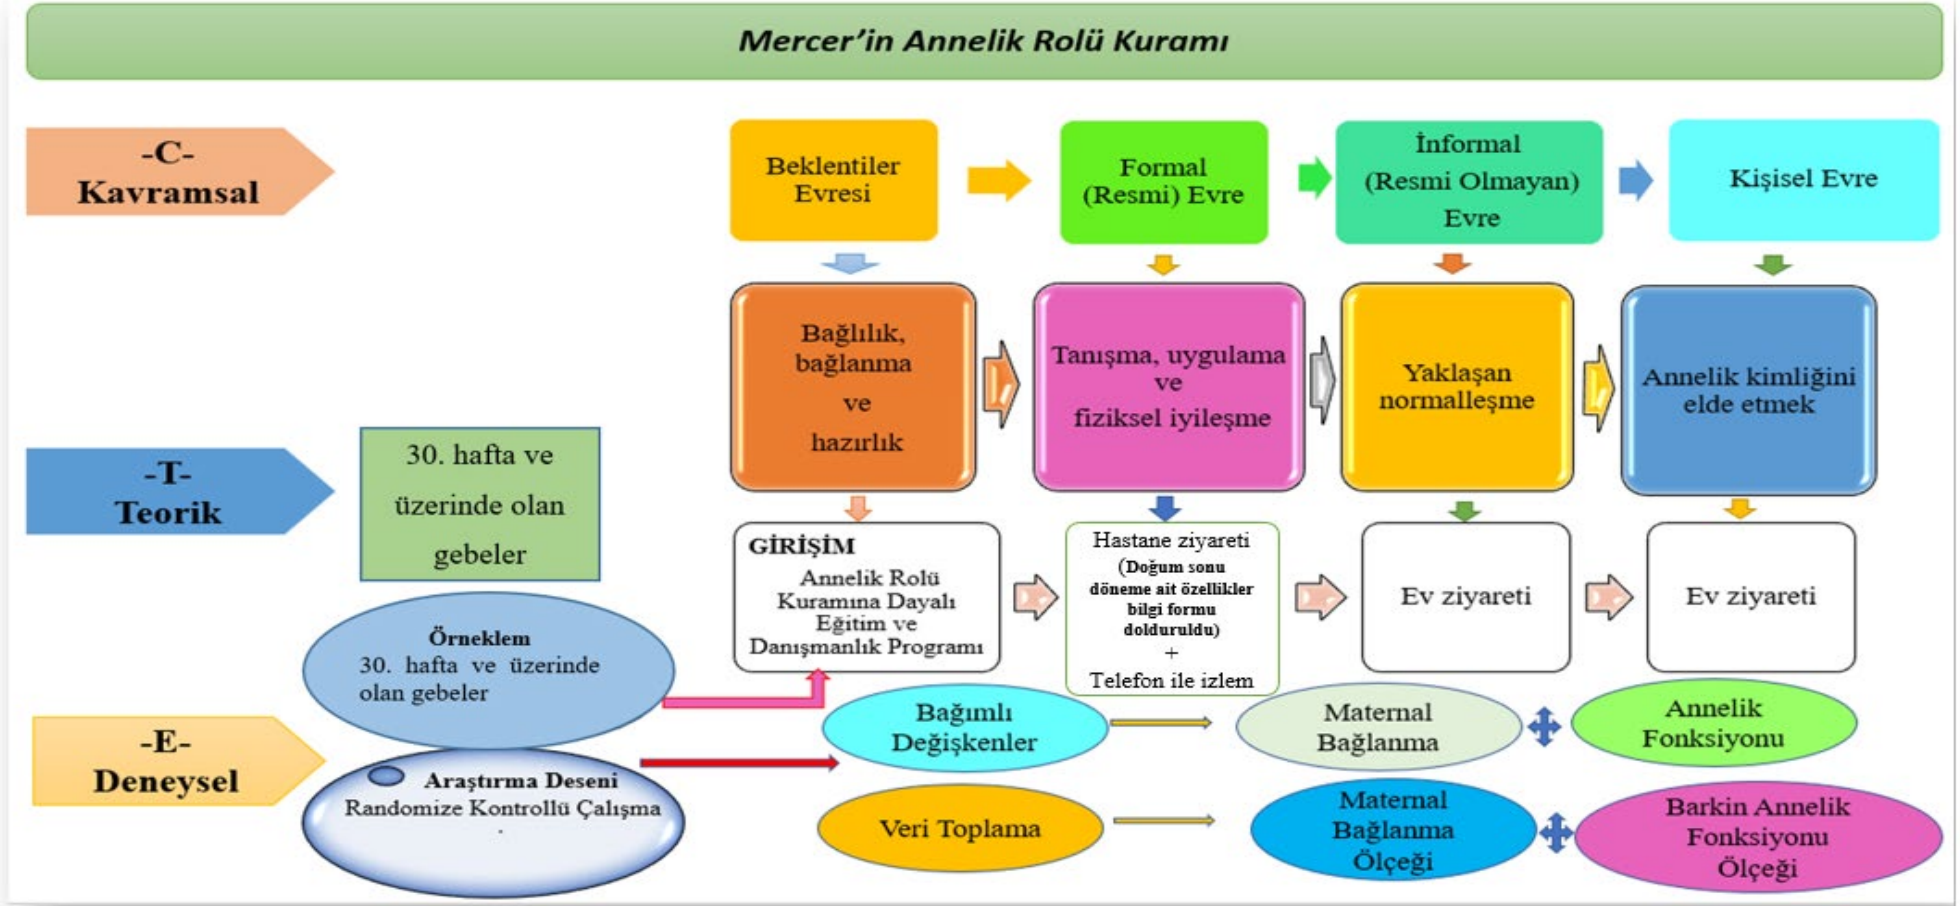 Mercer'in Annelik Rolü Kuramı
-C-
Kavramsal
Beklentiler
Evresi
Formal
(Resmi) Evre
İnformal
(Resmi Olmayan)
Evre
Kişisel Evre
Bağlılık,
bağlanma
ve
hazırlık
Tanışma, uygulama
ve
fiziksel iyileşme
Yaklaşan
normalleşme
Annelik kimliğini
elde etmek
-T-
Teorik
30. hafta ve
üzerinde olan
gebeler
GİRİŞİM
Annelik Rolü
Kuramına Dayalı
Eğitim ve
Danışmanlık Programı
Hastane ziyareti
(Doğum sonu
döneme ait özellikler
bilgi formu
dolduruldu)
+
Telefon ile izlem
Ev ziyareti
Ev ziyareti
Örneklem
30. hafta ve üzerinde
olan gebeler
-E-
Deneysel
Araştırma Deseni
Randomize Kontrollü Çalışma
.
Bağımlı
Değişkenler
Maternal
Bağlanma
Annelik
Fonksiyonu
Veri Toplama
Maternal
Bağlanma
Ölçeği
Barkin Annelik
Fonksiyonu
Ölçeği